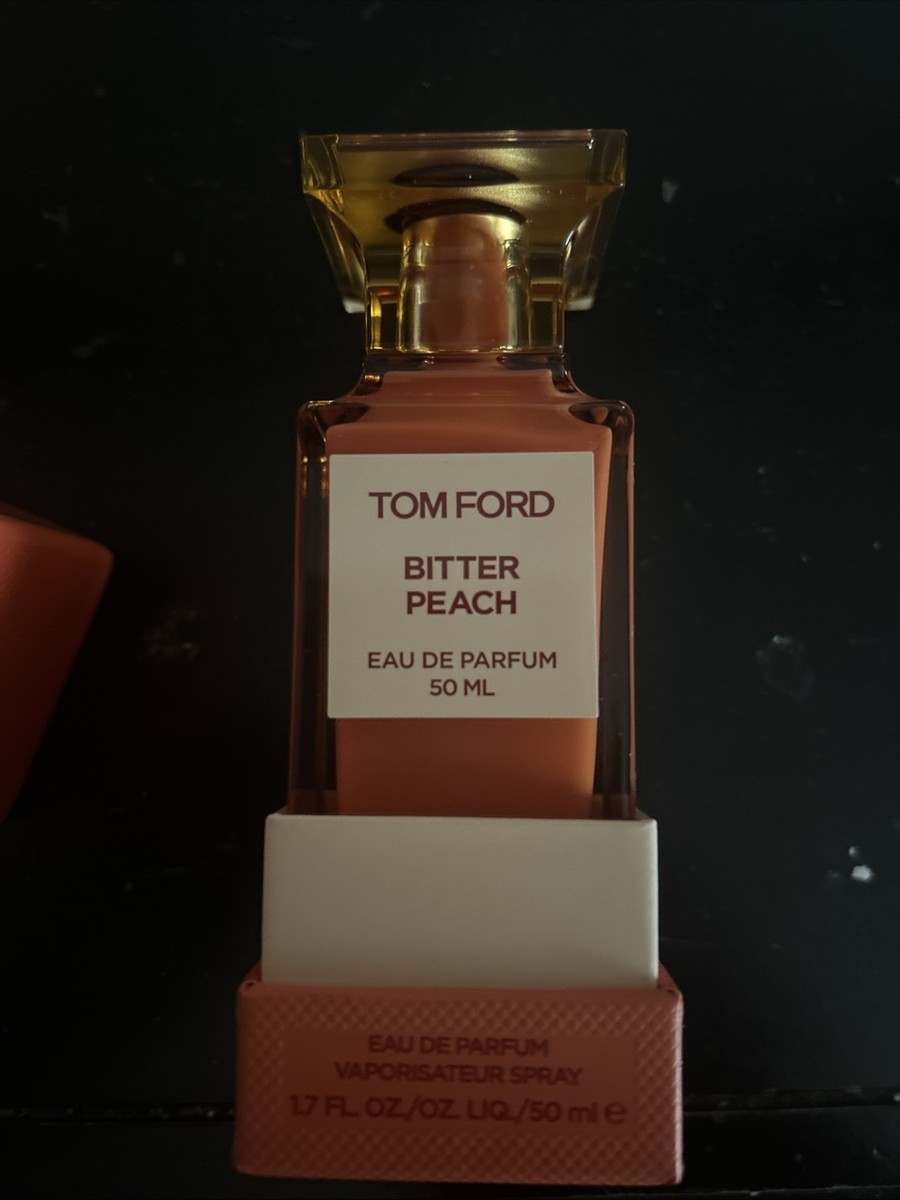 TOM FORD
BITTER
PEACH
EAU DE PARFUM
50 ML
EAU DE PARFUM
VAPORISATEUR SPRAY
1.7 FL. OZ./OZ. LIQ./50 ml ℮